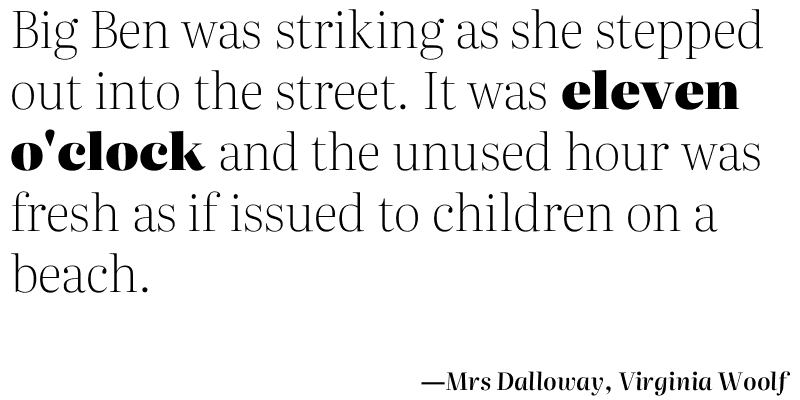 Big Ben was striking as she stepped
out into the street. It was eleven
o'clock and the unused hour was
fresh as if issued to children on a
beach.
—Mrs Dalloway, Virginia Woolf